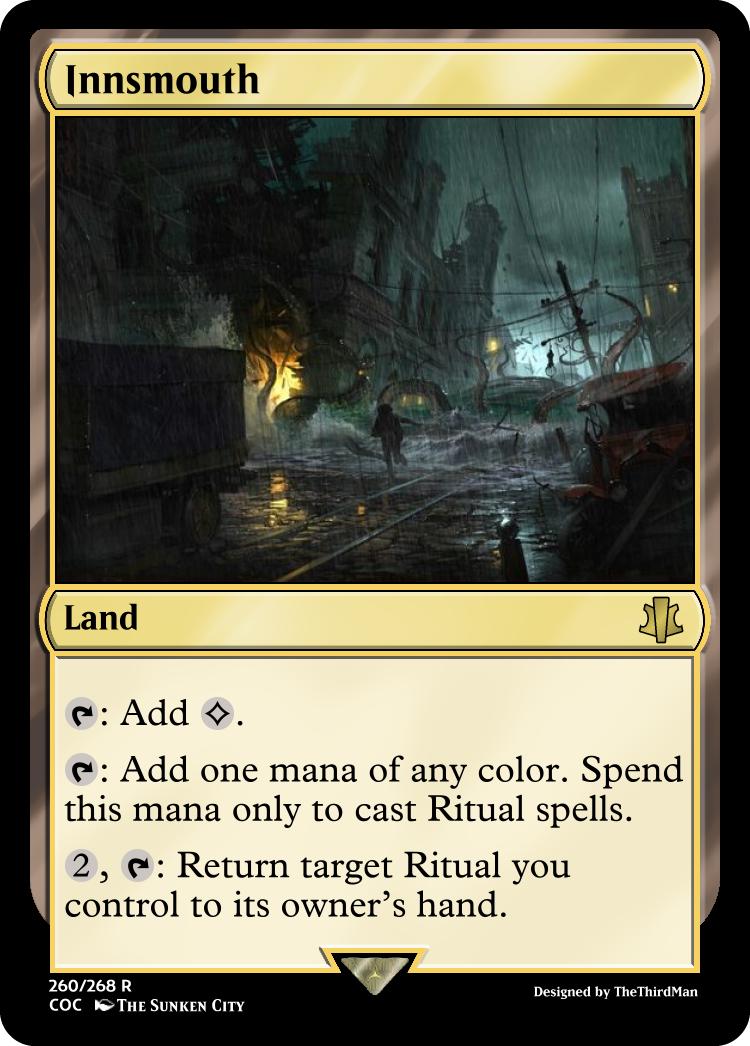 Innsmouth
Land
: Add .
: Add one mana of any color. Spend
this mana only to cast Ritual spells.
2, : Return target Ritual you
control to its owner's hand.
260/268 R
COC The Sunken City
Designed by TheThirdMan